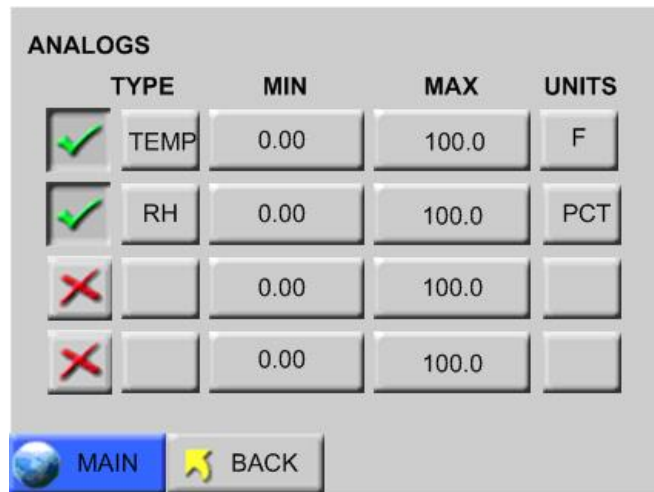 ANALOGS
TYPE MIN MAX UNITS
TEMP 0.00 100.0 F
RH 0.00 100.0 PCT
0.00 100.0
0.00 100.0
MAIN BACK